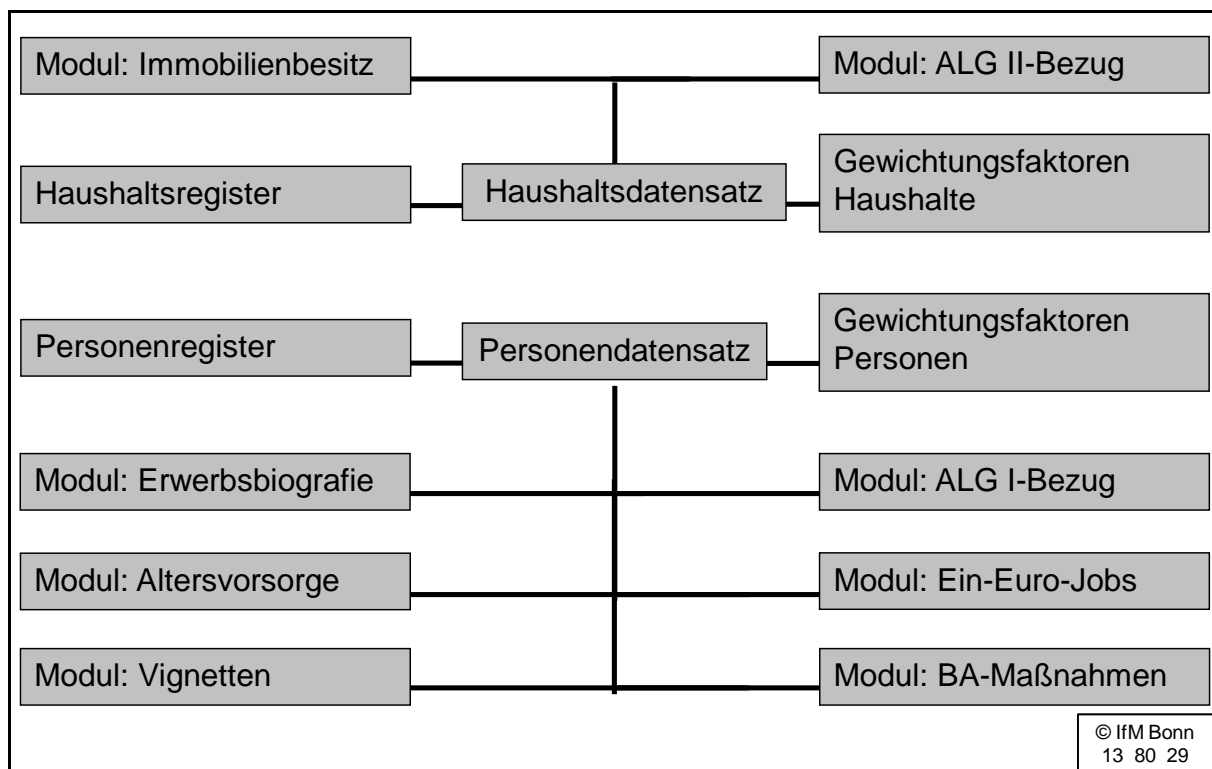 Modul: Immobilienbesitz
Modul: ALG II-Bezug
Haushaltsregister
Haushaltsdatensatz
Gewichtungsfaktoren
Haushalte
Personenregister
Personendatensatz
Gewichtungsfaktoren
Personen
Modul: Erwerbsbiografie
Modul: ALG I-Bezug
Modul: Altersvorsorge
Modul: Ein-Euro-Jobs
Modul: Vignetten
Modul: BA-Maßnahmen
© IfM Bonn
13 80 29